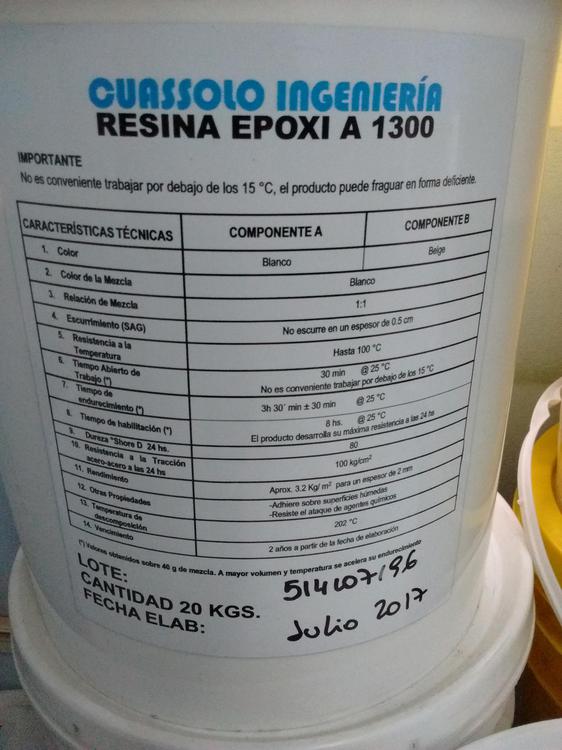 CUASSOLO INGENIERÍA
RESINA EPOXI A 1300
IMPORTANTE
No es conveniente trabajar por debajo de los 15 °C, el producto puede fraguar en forma deficiente.
CARACTERÍSTICAS TÉCNICAS COMPONENTE A COMPONENTE B
1. Color Blanco Beige
2. Color de la Mezcla Blanco
3. Relación de Mezcla 1:1
4. Escurrimiento (SAG) No escurre en un espesor de 0.5 cm
5. Resistencia a la
Temperatura Hasta 100 °C
6. Tiempo Abierto de
Trabajo (*) 30 min @ 25 °C
No es conveniente trabajar por debajo de los 15 °C
7. Tiempo de
endurecimiento (*) 3h 30´ min ± 30 min @ 25 °C
8. Tiempo de habilitación (*) 8 hs. @ 25 °C
El producto desarrolla su máxima resistencia a las 24 hs
9. Dureza "Shore D 24 hs. 80
10. Resistencia a la Tracción
acero-acero a las 24 hs 100 kg/cm²
11. Rendimiento Aprox. 3.2 Kg/ m² para un espesor de 2 mm
12. Otras Propiedades -Adhiere sobre superficies húmedas
-Resiste el ataque de agentes químicos
13. Temperatura de
descomposición 202 °C
14. Vencimiento 2 años a partir de la fecha de elaboración
(*) Valores obtenidos sobre 40 g de mezcla. A mayor volumen y temperatura se acelera su endurecimiento
LOTE: 514L07/96
CANTIDAD 20 KGS.
FECHA ELAB: Julio 2017